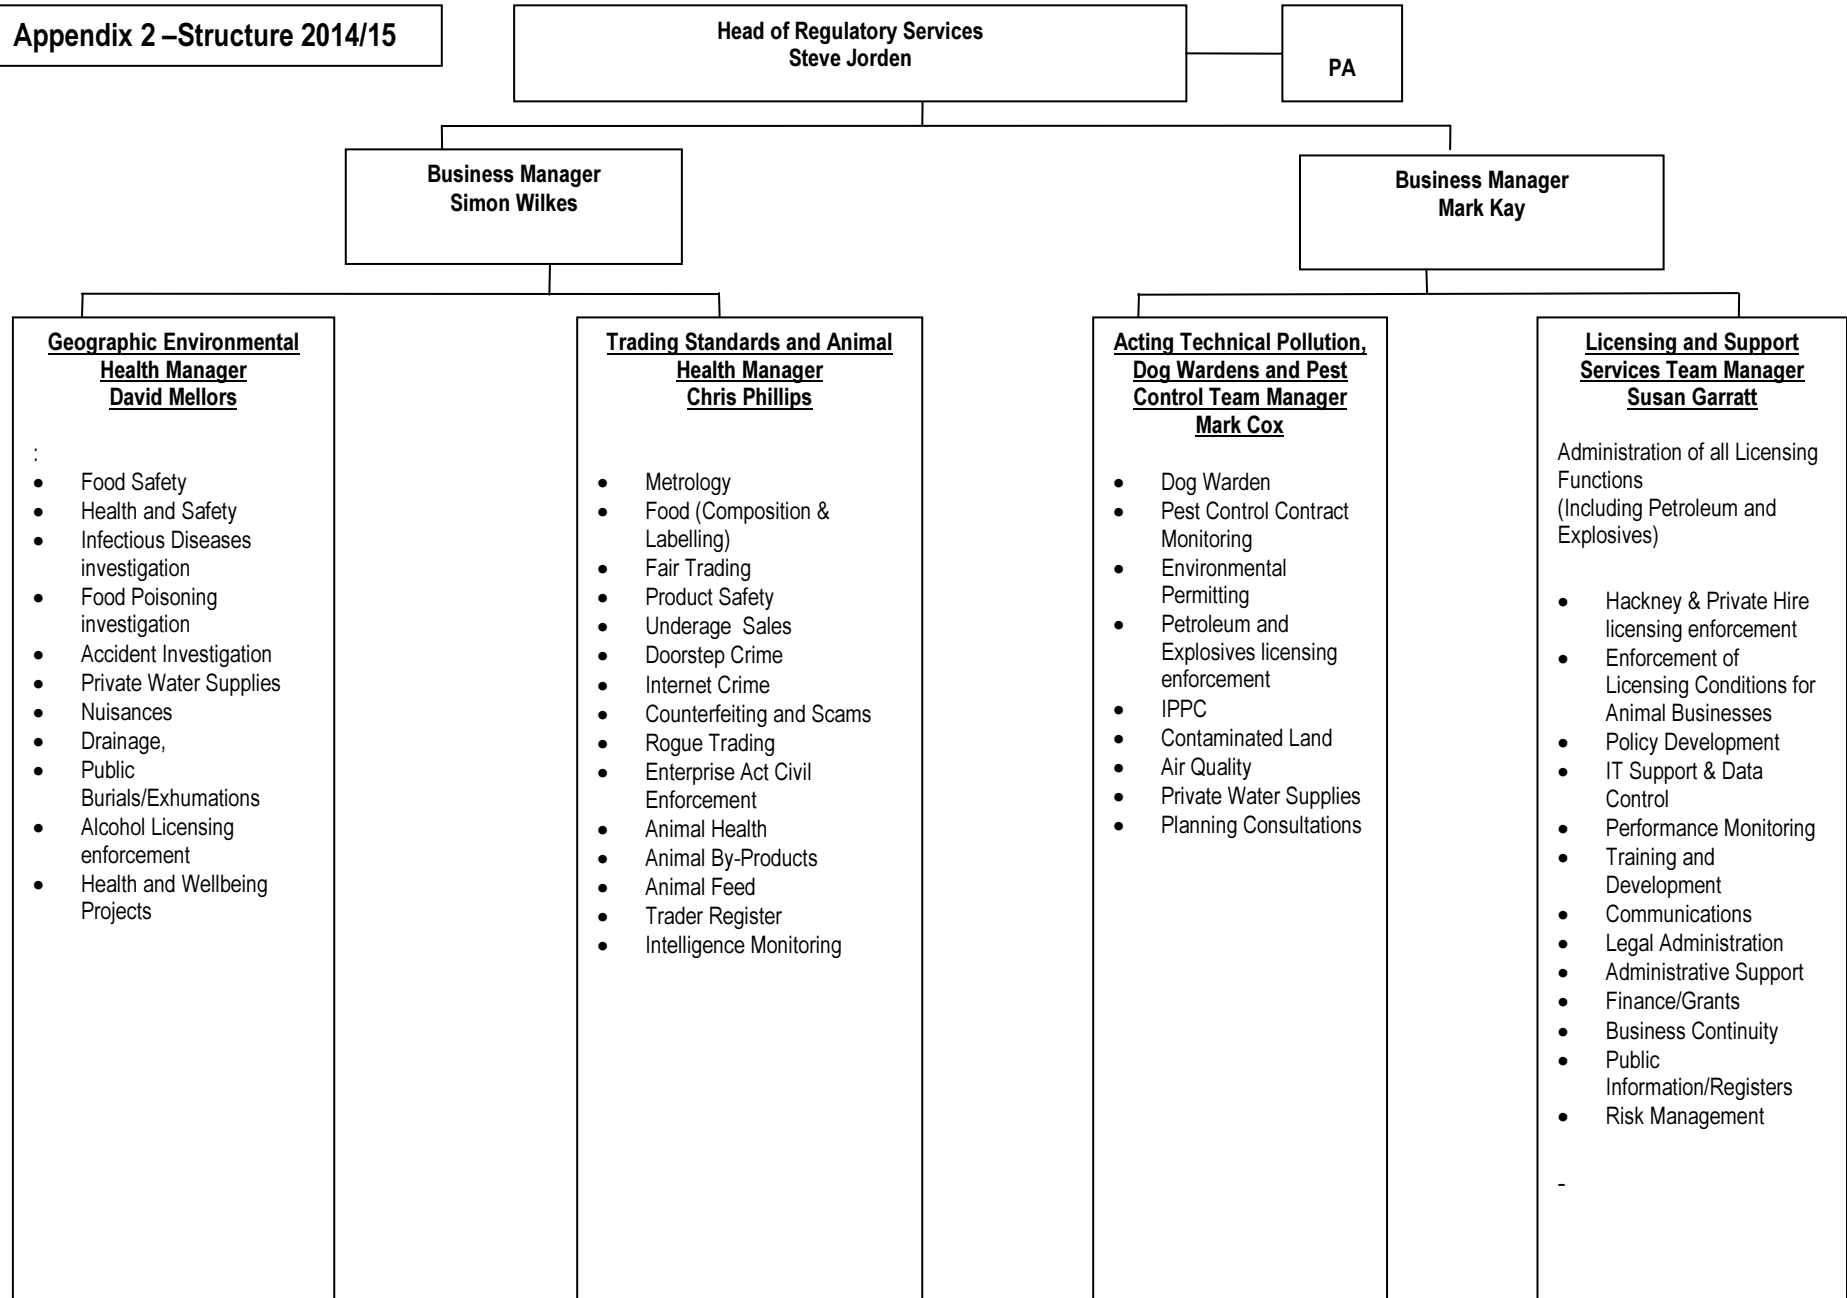 Appendix 2 –Structure 2014/15
Head of Regulatory Services
Steve Jorden
PA
Business Manager
Simon Wilkes
Business Manager
Mark Kay
Geographic Environmental
Health Manager
David Mellors
:
• Food Safety
• Health and Safety
• Infectious Diseases
investigation
• Food Poisoning
investigation
• Accident Investigation
• Private Water Supplies
• Nuisances
• Drainage,
• Public
Burials/Exhumations
• Alcohol Licensing
enforcement
• Health and Wellbeing
Projects
Trading Standards and Animal
Health Manager
Chris Phillips
• Metrology
• Food (Composition &
Labelling)
• Fair Trading
• Product Safety
• Underage  Sales
• Doorstep Crime
• Internet Crime
• Counterfeiting and Scams
• Rogue Trading
• Enterprise Act Civil
Enforcement
• Animal Health
• Animal By-Products
• Animal Feed
• Trader Register
• Intelligence Monitoring
Acting Technical Pollution,
Dog Wardens and Pest
Control Team Manager
Mark Cox
• Dog Warden
• Pest Control Contract
Monitoring
• Environmental
Permitting
• Petroleum and
Explosives licensing
enforcement
• IPPC
• Contaminated Land
• Air Quality
• Private Water Supplies
• Planning Consultations
Licensing and Support
Services Team Manager
Susan Garratt
Administration of all Licensing
Functions
(Including Petroleum and
Explosives)
• Hackney & Private Hire
licensing enforcement
• Enforcement of
Licensing Conditions for
Animal Businesses
• Policy Development
• IT Support & Data
Control
• Performance Monitoring
• Training and
Development
• Communications
• Legal Administration
• Administrative Support
• Finance/Grants
• Business Continuity
• Public
Information/Registers
• Risk Management
-